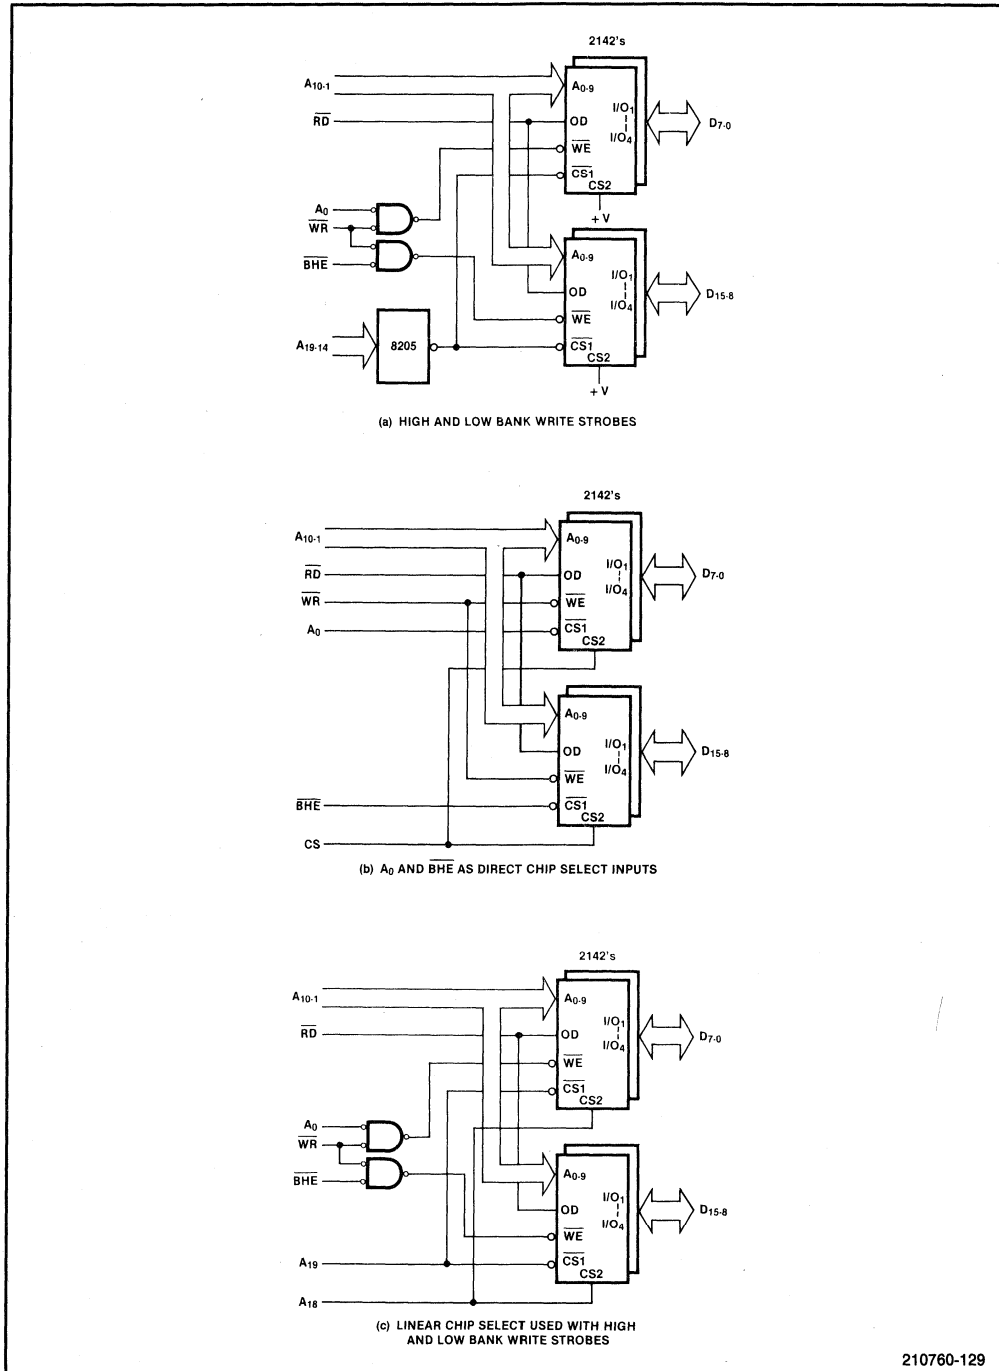 2142's
A10-1
A0-9
I/O1
I/O4
D7-0
RD
OD
WE
CS1
CS2
+ V
A0
WR
BHE
A0-9
I/O1
I/O4
D15-8
OD
WE
A19-14
8205
CS1
CS2
+ V
(a) HIGH AND LOW BANK WRITE STROBES
2142's
A10-1
A0-9
I/O1
I/O4
D7-0
RD
OD
WR
WE
A0
CS1
CS2
A0-9
I/O1
I/O4
D15-8
OD
WE
BHE
CS1
CS2
CS
(b) A0 AND BHE AS DIRECT CHIP SELECT INPUTS
2142's
A10-1
A0-9
I/O1
I/O4
D7-0
RD
OD
WE
CS1
CS2
A0
WR
BHE
A0-9
I/O1
I/O4
D15-8
OD
WE
A19
CS1
CS2
A18
(c) LINEAR CHIP SELECT USED WITH HIGH
AND LOW BANK WRITE STROBES
210760-129